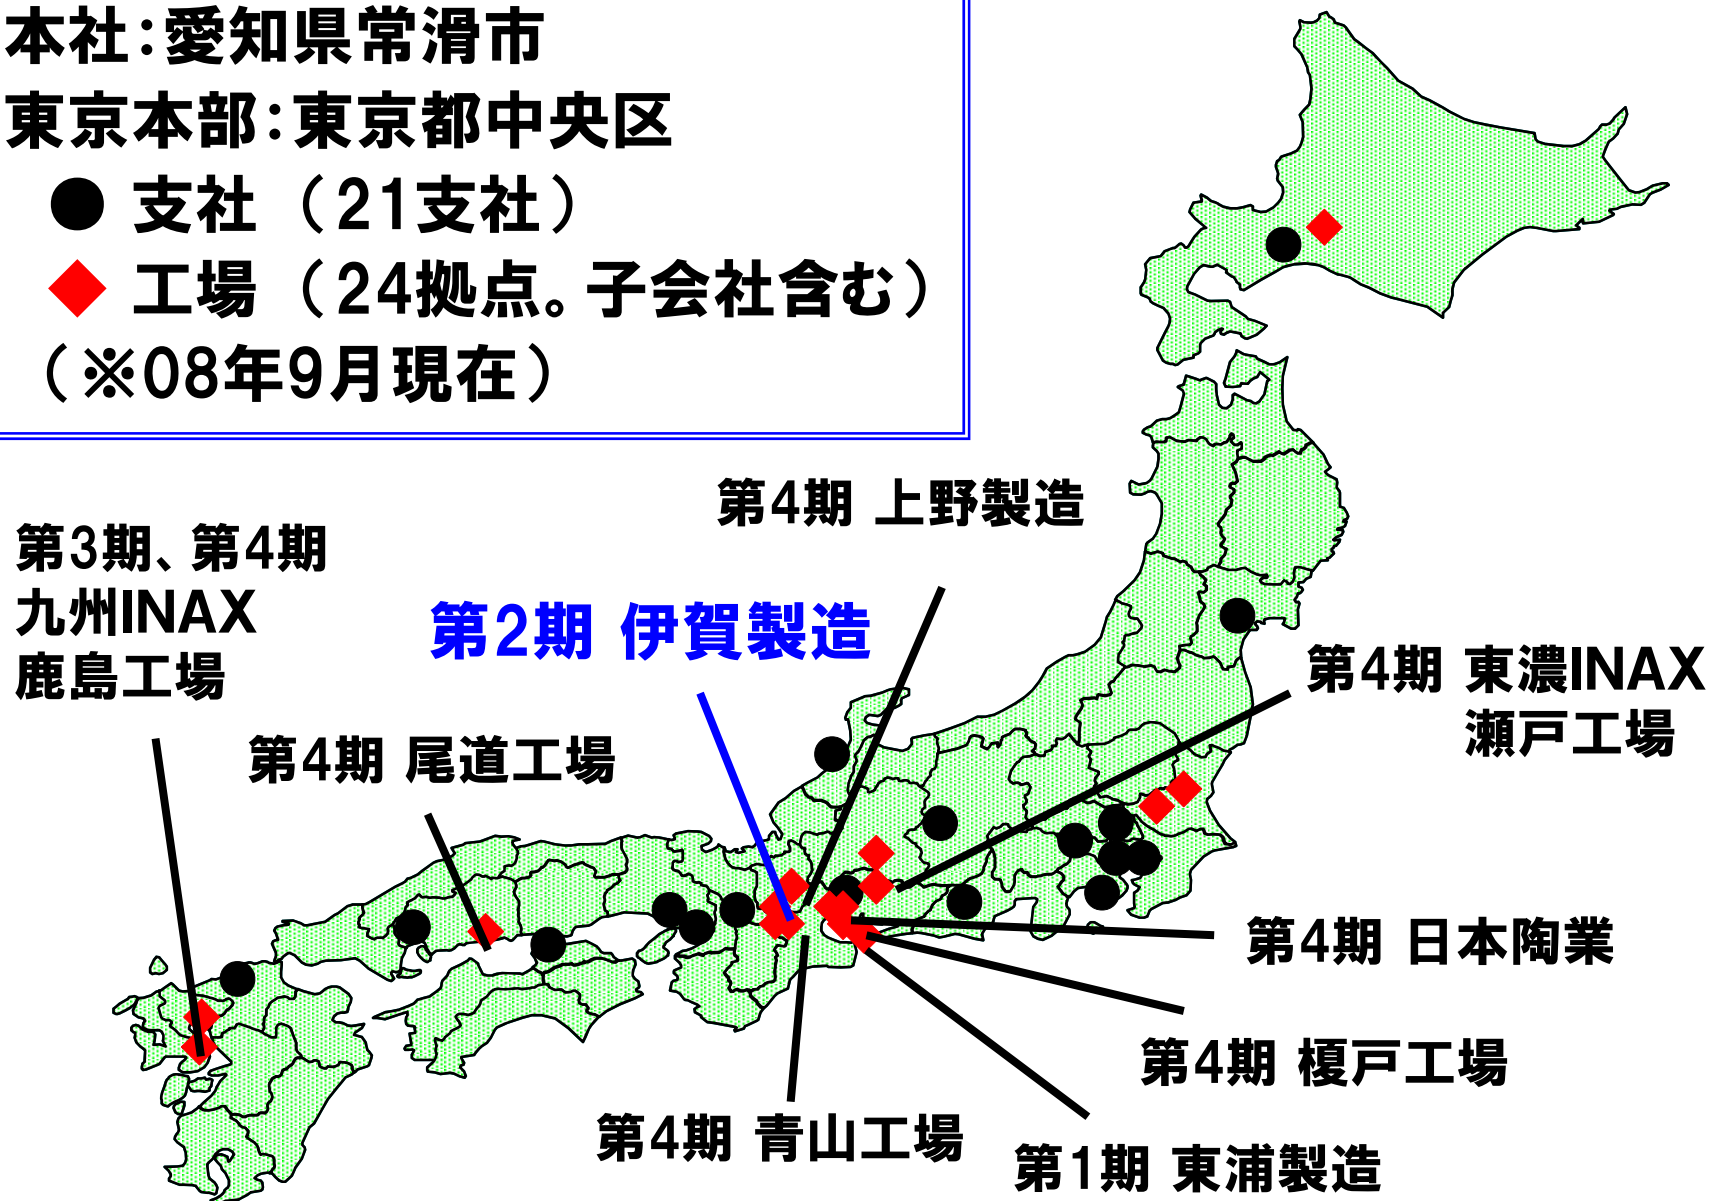 本社：愛知県常滑市
東京本部：東京都中央区
● 支社 （21支社）
◆ 工場 （24拠点。子会社含む）
（※08年9月現在）
第4期 上野製造
第3期、第4期
九州INAX
鹿島工場
第2期 伊賀製造
第4期 東濃INAX
瀬戸工場
第4期 尾道工場
第4期 日本陶業
第4期 榎戸工場
第4期 青山工場
第1期 東浦製造